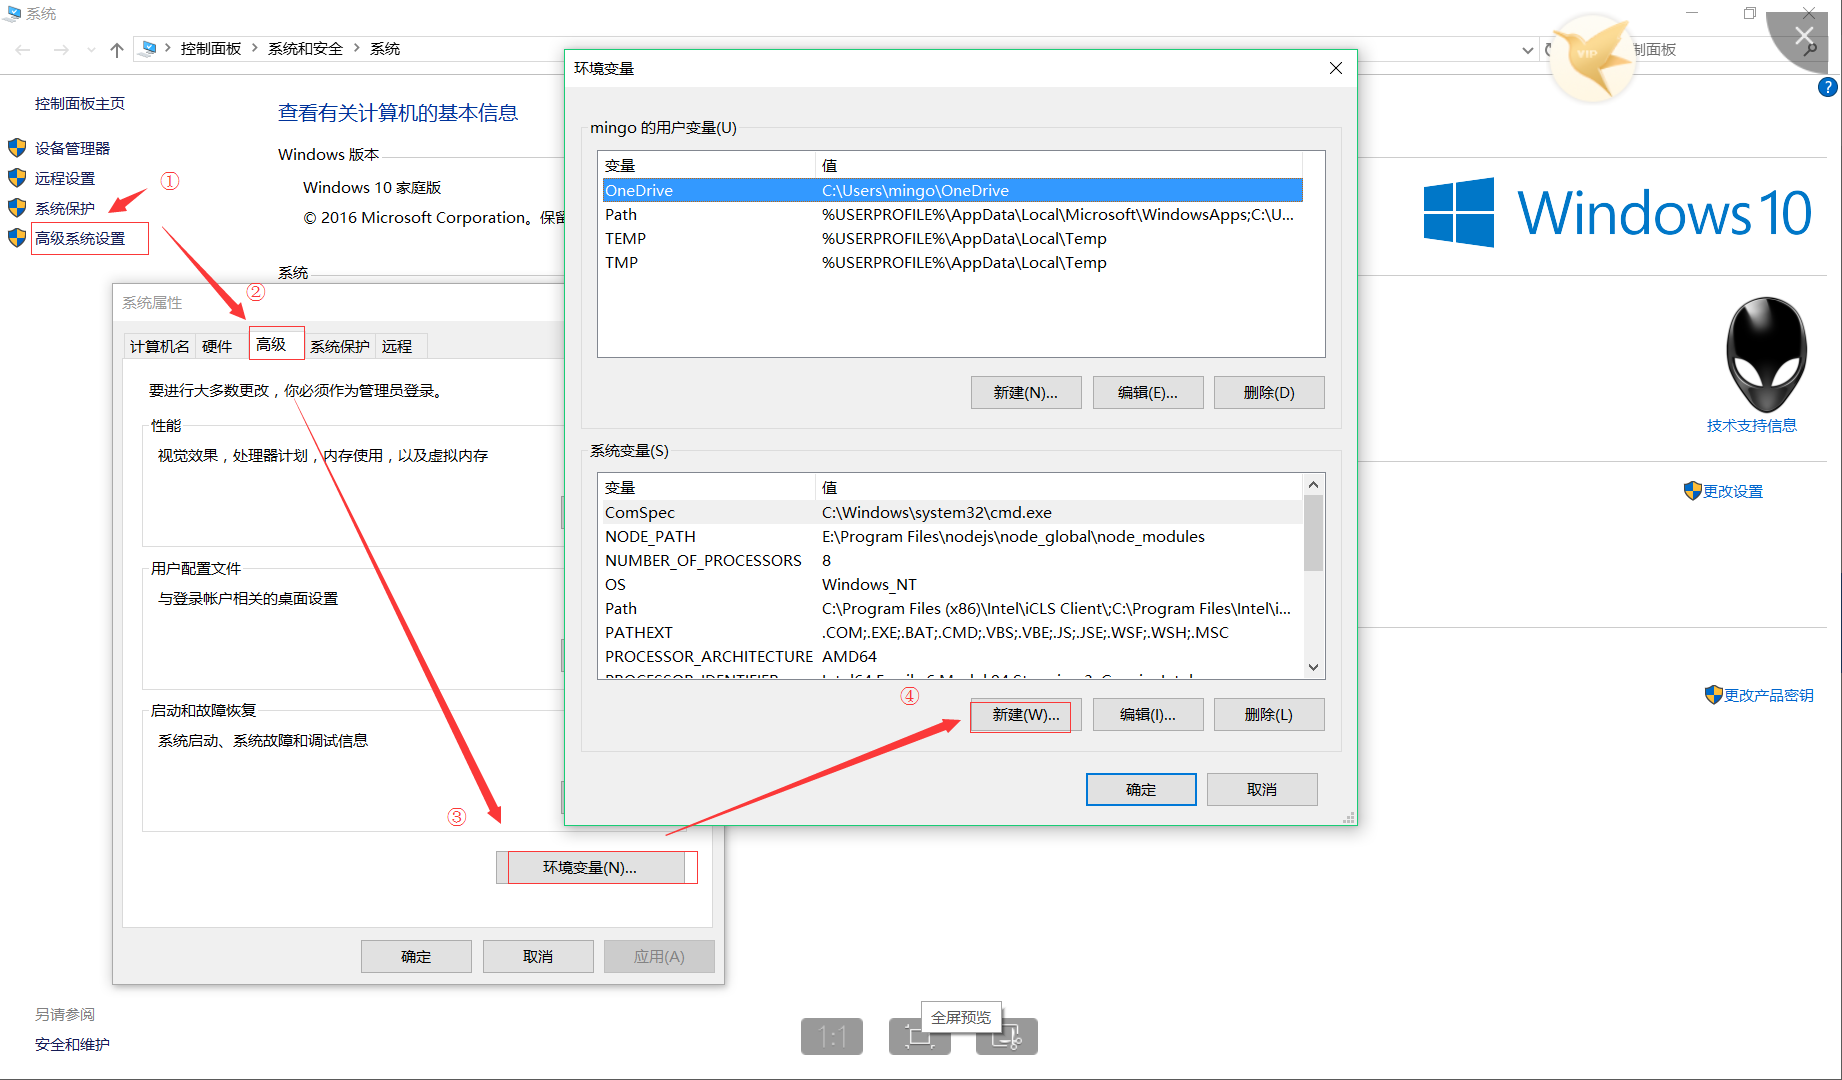 系统
控制面板 > 系统和安全 > 系统
制面板
VIP
控制面板主页
设备管理器
远程设置
系统保护
高级系统设置
①
查看有关计算机的基本信息
Windows 版本
Windows 10 家庭版
© 2016 Microsoft Corporation。保留
系统
Windows 10
技术支持信息
更改设置
更改产品密钥
②
系统属性
计算机名 硬件 高级 系统保护 远程
要进行大多数更改，你必须作为管理员登录。
性能
视觉效果，处理器计划，内存使用，以及虚拟内存
用户配置文件
与登录帐户相关的桌面设置
启动和故障恢复
系统启动、系统故障和调试信息
③
环境变量(N)...
确定 取消 应用(A)
环境变量
mingo 的用户变量(U)
变量 值
OneDrive C:\Users\mingo\OneDrive
Path %USERPROFILE%\AppData\Local\Microsoft\WindowsApps;C:\U...
TEMP %USERPROFILE%\AppData\Local\Temp
TMP %USERPROFILE%\AppData\Local\Temp
新建(N)... 编辑(E)... 删除(D)
系统变量(S)
变量 值
ComSpec C:\Windows\system32\cmd.exe
NODE_PATH E:\Program Files\nodejs\node_global\node_modules
NUMBER_OF_PROCESSORS 8
OS Windows_NT
Path C:\Program Files (x86)\Intel\iCLS Client\;C:\Program Files\Intel\i...
PATHEXT .COM;.EXE;.BAT;.CMD;.VBS;.VBE;.JS;.JSE;.WSF;.WSH;.MSC
PROCESSOR_ARCHITECTURE AMD64
④
新建(W)... 编辑(I)... 删除(L)
确定 取消
另请参阅
安全和维护
全屏预览
1:1